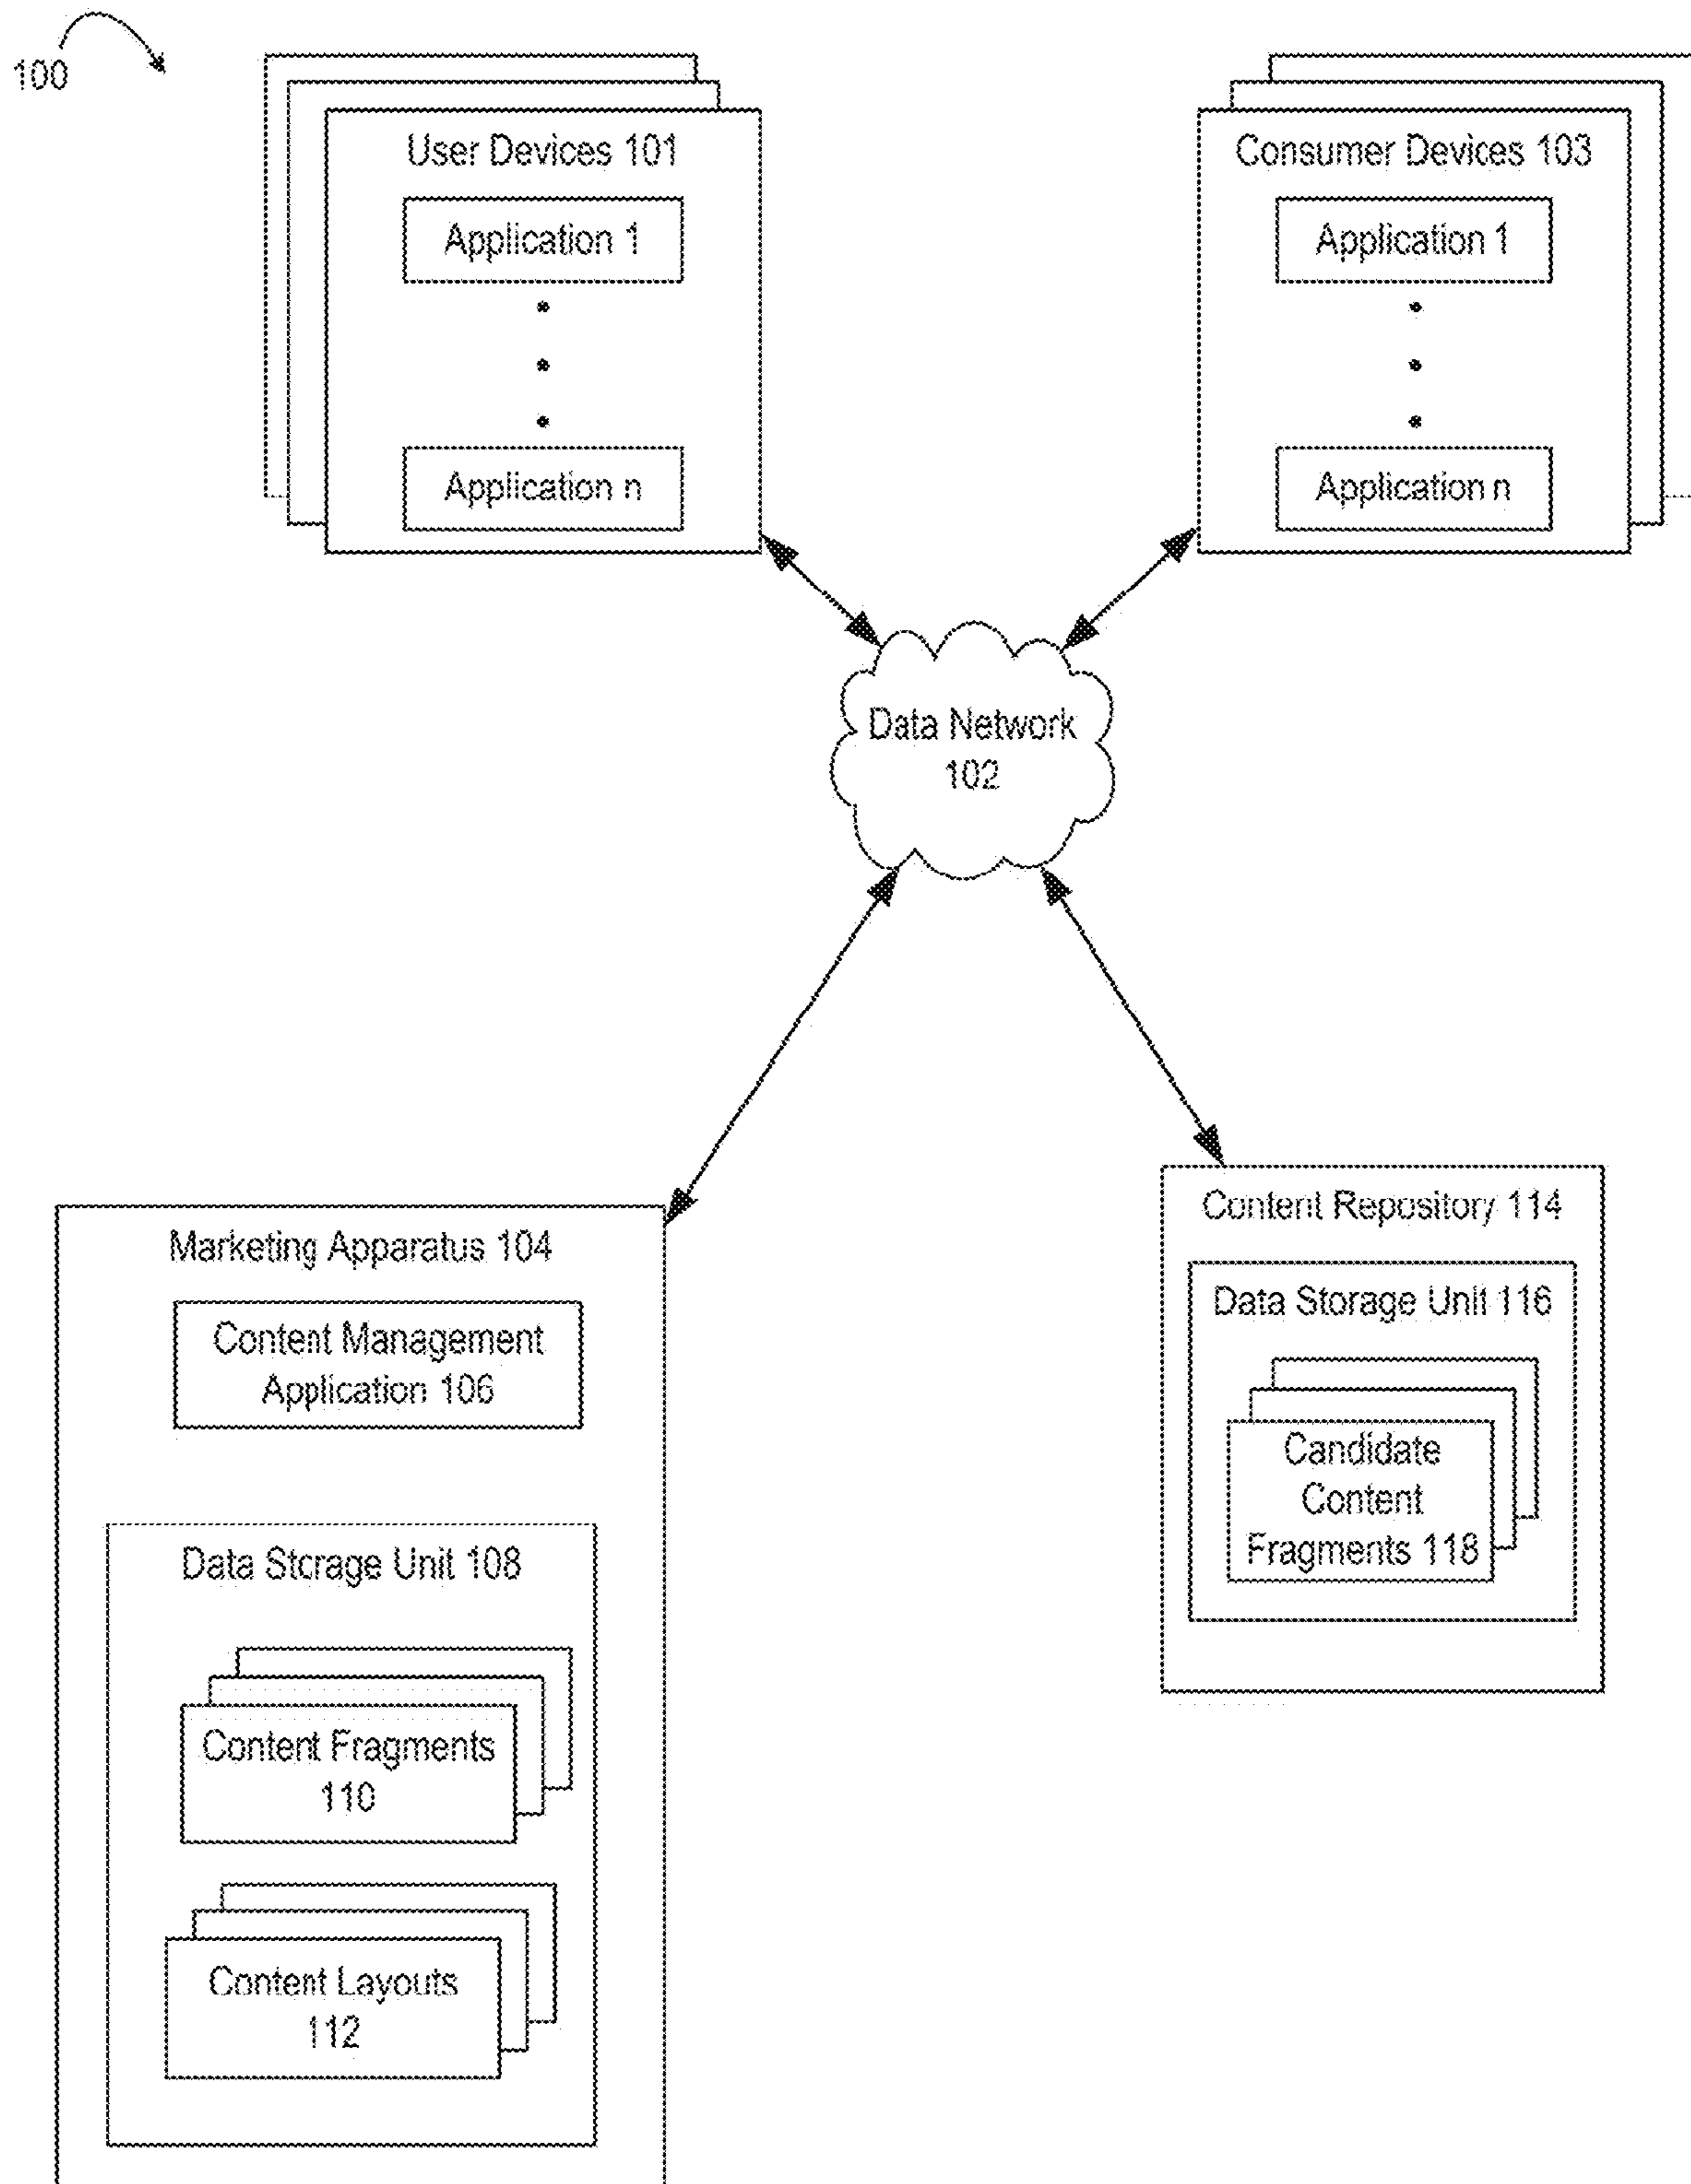 100
User Devices 101
Application 1
Application n
Consumer Devices 103
Application 1
Application n
Data Network
102
Marketing Apparatus 104
Content Management
Application 106
Data Storage Unit 108
Content Fragments
110
Content Layouts
112
Content Repository 114
Data Storage Unit 116
Candidate
Content
Fragments 118